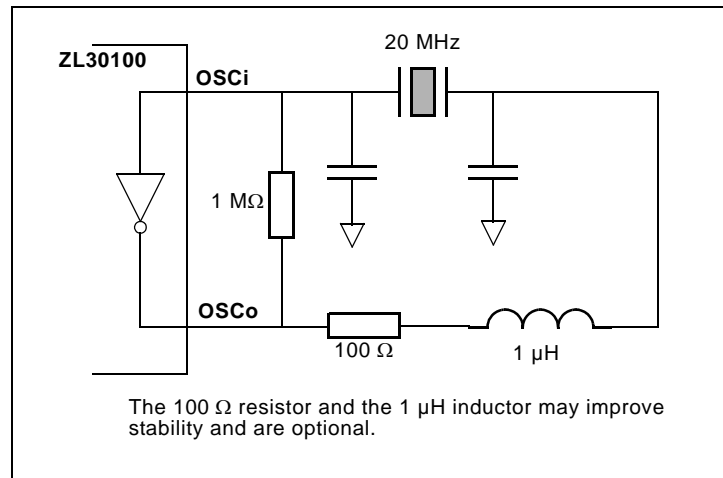 20 MHz
ZL30100
OSCi
1 MΩ
OSCo
100 Ω
1 µH
The 100 Ω resistor and the 1 µH inductor may improve
stability and are optional.